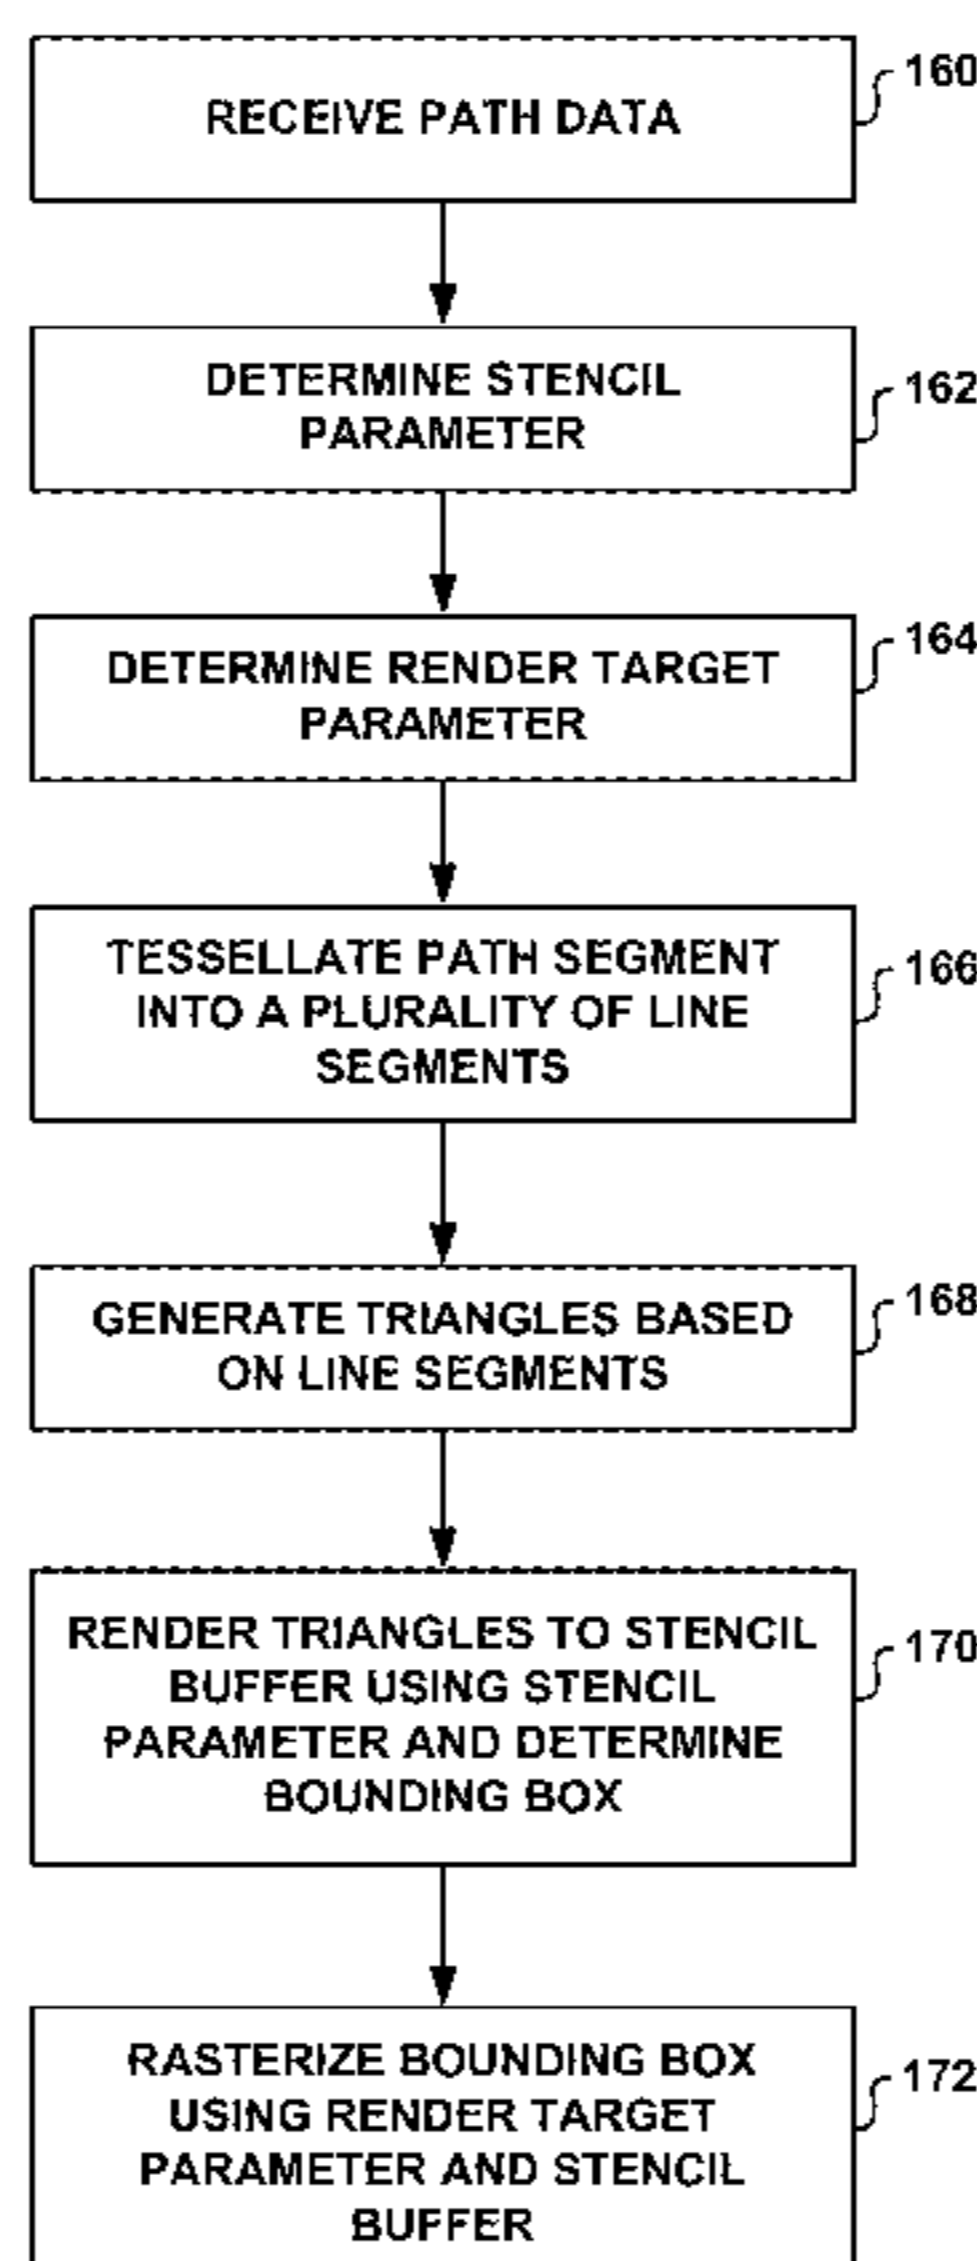 RECEIVE PATH DATA
160
DETERMINE STENCIL
PARAMETER
162
DETERMINE RENDER TARGET
PARAMETER
164
TESSELLATE PATH SEGMENT
INTO A PLURALITY OF LINE
SEGMENTS
166
GENERATE TRIANGLES BASED
ON LINE SEGMENTS
168
RENDER TRIANGLES TO STENCIL
BUFFER USING STENCIL
PARAMETER AND DETERMINE
BOUNDING BOX
170
RASTERIZE BOUNDING BOX
USING RENDER TARGET
PARAMETER AND STENCIL
BUFFER
172